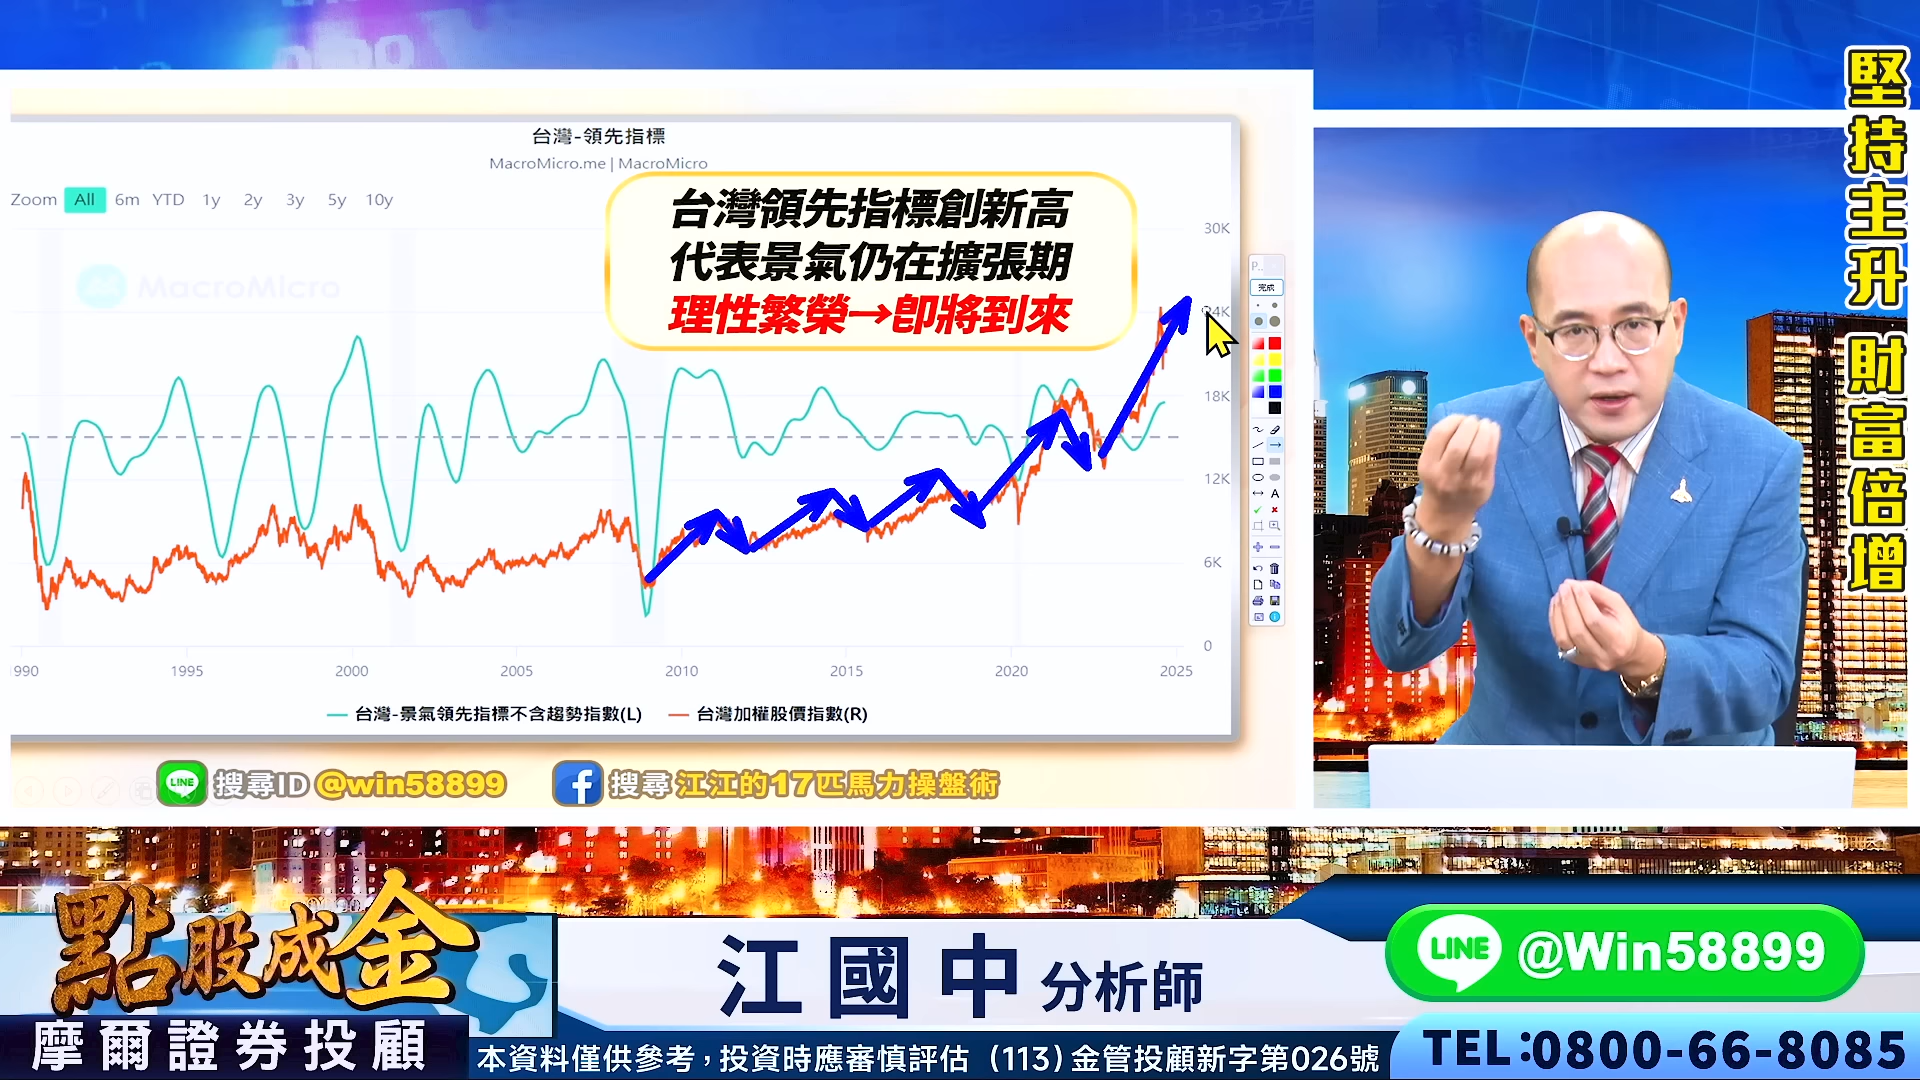 台灣-領先指標
MacroMicro.me | MacroMicro
Zoom All 6m YTD 1y 2y 3y 5y 10y
台灣領先指標創新高
代表景氣仍在擴張期
理性繁榮→即將到來
MacroMicro
30K
18K
12K
6K
0
完成
1995 2000 2005 2010 2015 2020 2025
台灣-景氣領先指標不含趨勢指數(L) 台灣加權股價指數(R)
LINE 搜尋ID @win58899 f 搜尋 江江的17匹馬力操盤術
堅持主升 財富倍增
點股成金
摩爾證券投顧
江國中 分析師
LINE @Win58899
TEL:0800-66-8085
本資料僅供參考,投資時應審慎評估 (113)金管投顧新字第026號